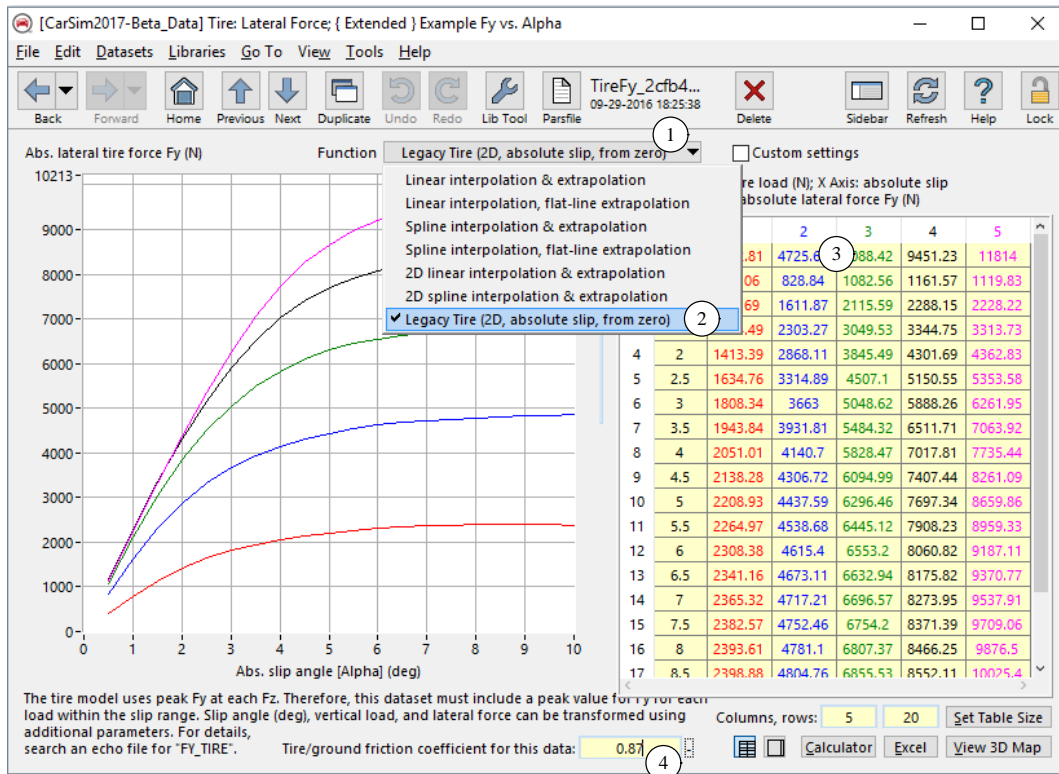 [CarSim2017-Beta_Data] Tire: Lateral Force; { Extended } Example Fy vs. Alpha
File Edit Datasets Libraries Go To View Tools Help
TireFy_2cfb4...
09-29-2016 18:25:38
Back Forward Home Previous Next Duplicate Undo Redo Lib Tool Parsfile Delete Sidebar Refresh Help Lock
1
Abs. lateral tire force Fy (N) Function Legacy Tire (2D, absolute slip, from zero) Custom settings
Linear interpolation & extrapolation
Linear interpolation, flat-line extrapolation
Spline interpolation & extrapolation
Spline interpolation, flat-line extrapolation
2D linear interpolation & extrapolation
2D spline interpolation & extrapolation
Legacy Tire (2D, absolute slip, from zero) 2
10213
9000
8000
7000
6000
5000
4000
3000
2000
1000
0
0 1 2 3 4 5 6 7 8 9 10
Abs. slip angle [Alpha] (deg)
re load (N); X Axis: absolute slip
absolute lateral force Fy (N)
2 3 4 5
.81 4725.6 3 088.42 9451.23 11814
06 828.84 1082.56 1161.57 1119.83
69 1611.87 2115.59 2288.15 2228.22
.49 2303.27 3049.53 3344.75 3313.73
4 2 1413.39 2868.11 3845.49 4301.69 4362.83
5 2.5 1634.76 3314.89 4507.1 5150.55 5353.58
6 3 1808.34 3663 5048.62 5888.26 6261.95
7 3.5 1943.84 3931.81 5484.32 6511.71 7063.92
8 4 2051.01 4140.7 5828.47 7017.81 7735.44
9 4.5 2138.28 4306.72 6094.99 7407.44 8261.09
10 5 2208.93 4437.59 6296.46 7697.34 8659.86
11 5.5 2264.97 4538.68 6445.12 7908.23 8959.33
12 6 2308.38 4615.4 6553.2 8060.82 9187.11
13 6.5 2341.16 4673.11 6632.94 8175.82 9370.77
14 7 2365.32 4717.21 6696.57 8273.95 9537.91
15 7.5 2382.57 4752.46 6754.2 8371.39 9709.06
16 8 2393.61 4781.1 6807.37 8466.25 9876.5
17 8.5 2398.88 4804.76 6855.53 8552.11 10025.4
The tire model uses peak Fy at each Fz. Therefore, this dataset must include a peak value for Fy for each
load within the slip range. Slip angle (deg), vertical load, and lateral force can be transformed using
additional parameters. For details,
search an echo file for "FY_TIRE". Tire/ground friction coefficient for this data: 0.87 -
4
Columns, rows: 5 20 Set Table Size
Calculator Excel View 3D Map